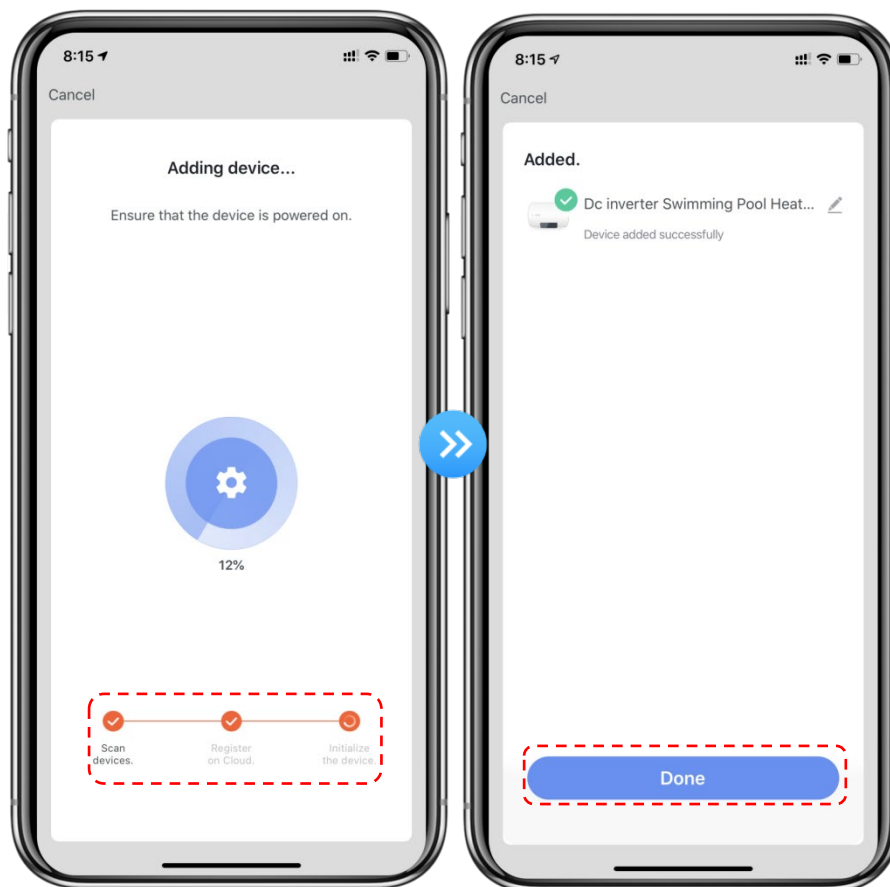 8:15
Cancel
Adding device...
Ensure that the device is powered on.
12%
Scan
devices.
Register
on Cloud.
Initialize
the device.
8:15
Cancel
Added.
Dc inverter Swimming Pool Heat...
Device added successfully
Done